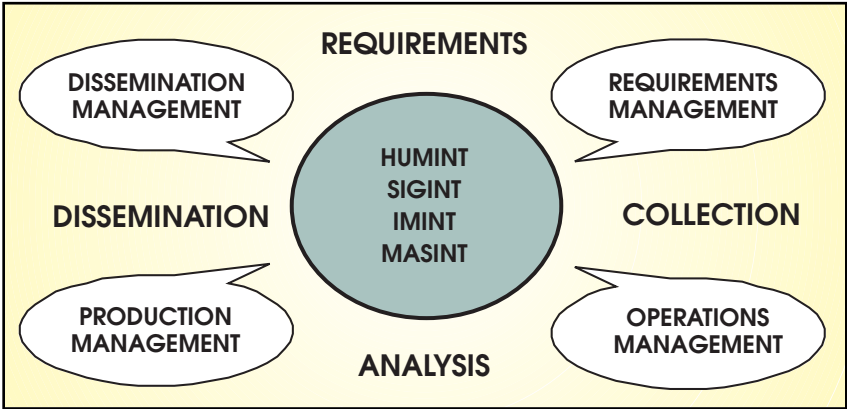 REQUIREMENTS
DISSEMINATION
MANAGEMENT
REQUIREMENTS
MANAGEMENT
HUMINT
SIGINT
IMINT
MASINT
DISSEMINATION
COLLECTION
PRODUCTION
MANAGEMENT
OPERATIONS
MANAGEMENT
ANALYSIS